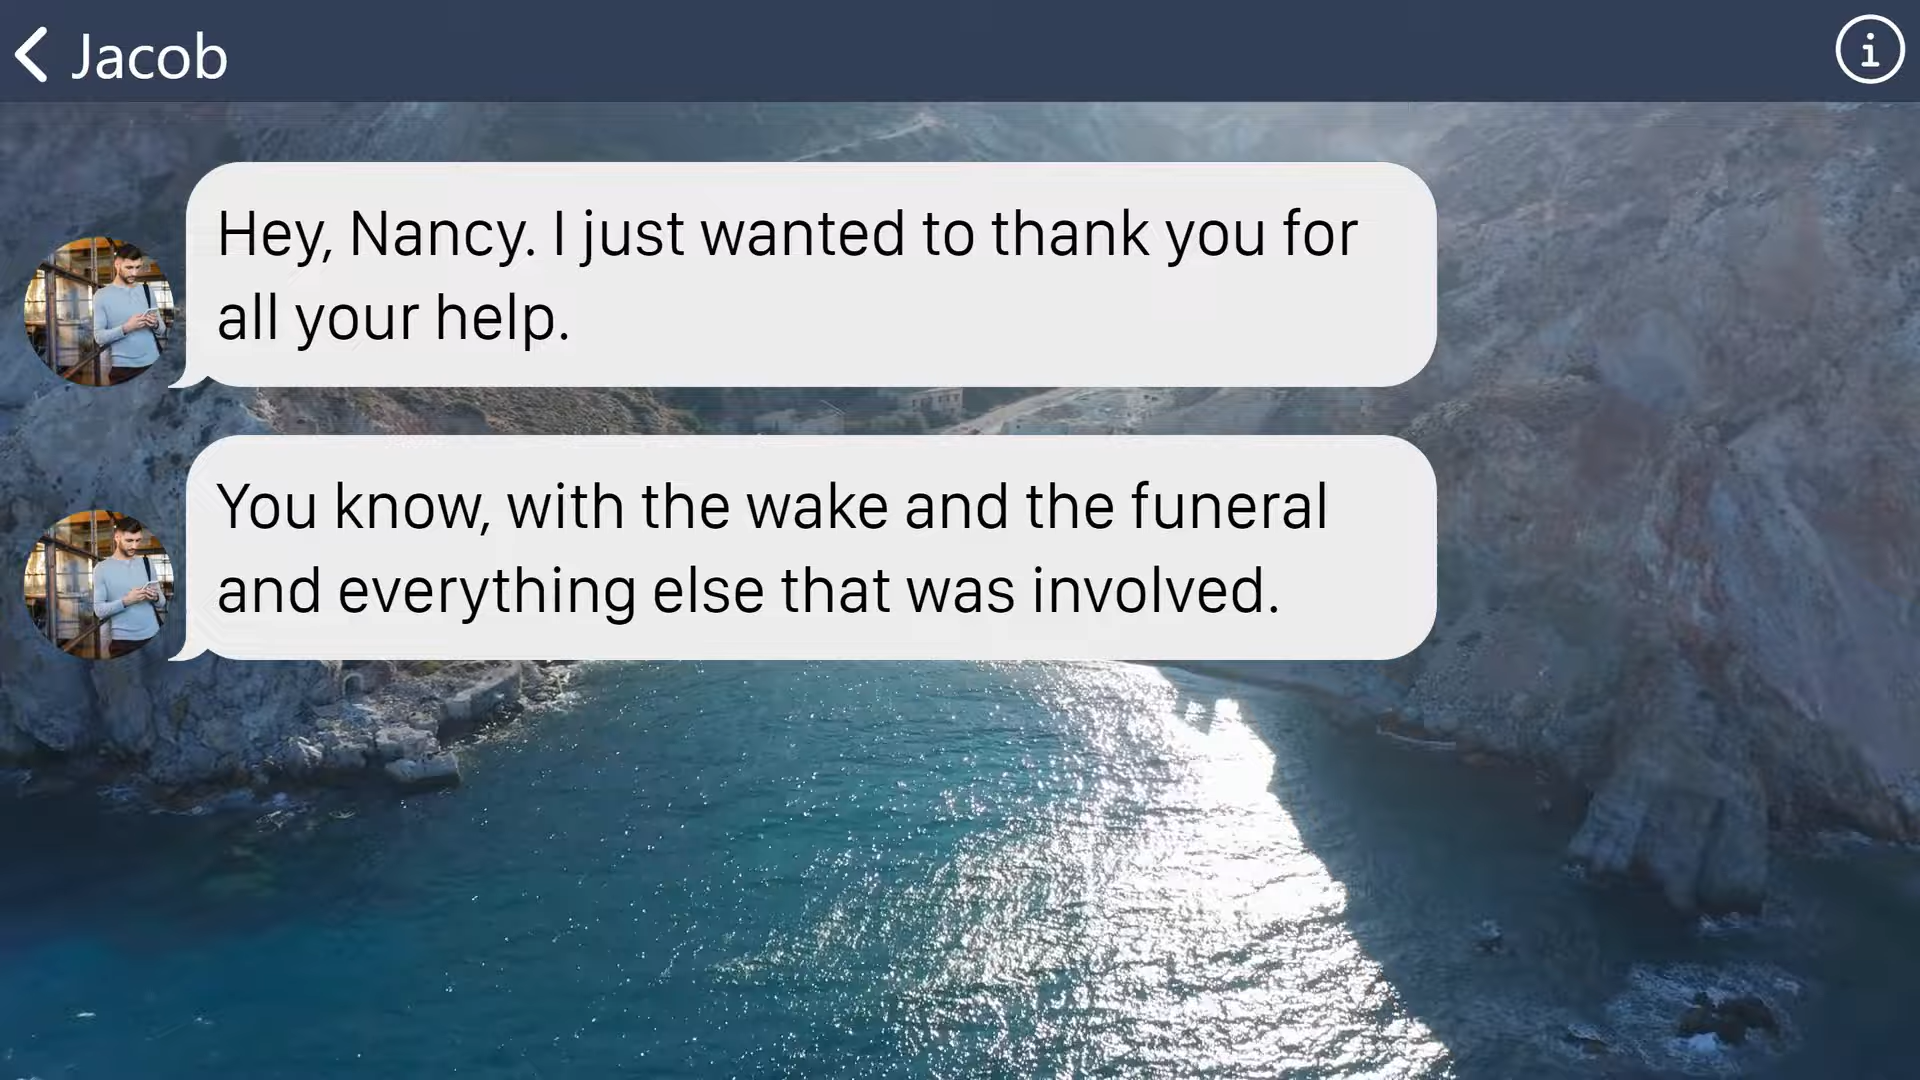 Jacob
Hey, Nancy. I just wanted to thank you for
all your help.
You know, with the wake and the funeral
and everything else that was involved.